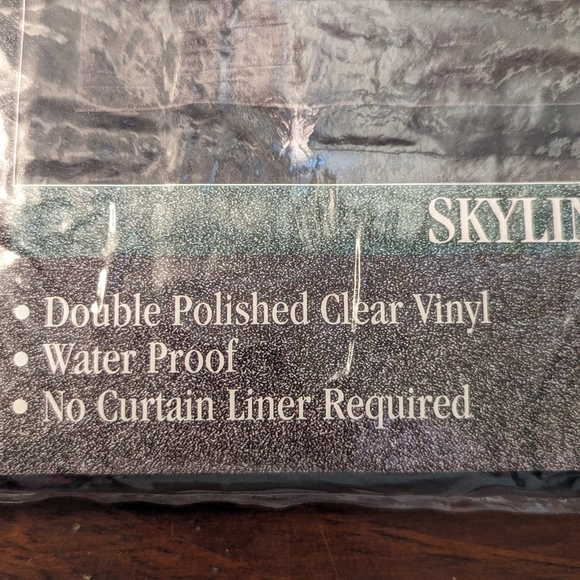 SKYLIN
• Double Polished Clear Vinyl
• Water Proof
• No Curtain Liner Required